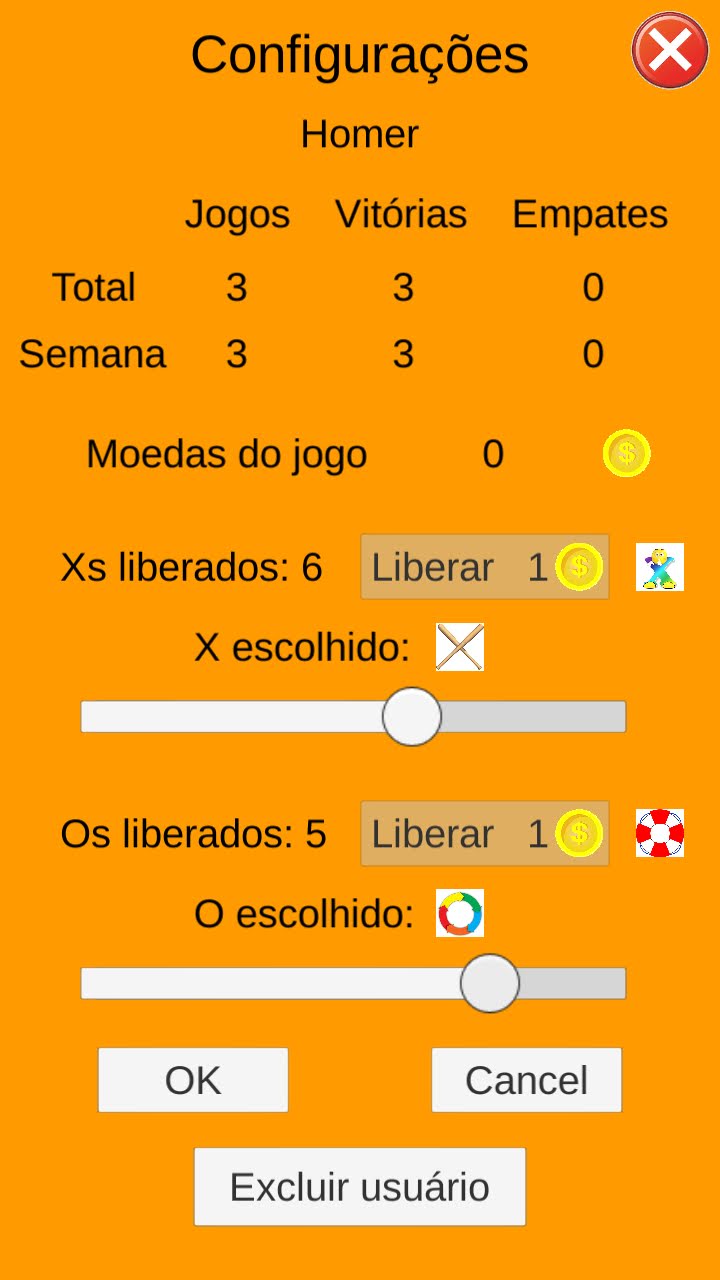 Configurações
Homer
Jogos Vitórias Empates
Total 3 3 0
Semana 3 3 0
Moedas do jogo 0 $
Xs liberados: 6 Liberar 1 $
X escolhido:
Os liberados: 5 Liberar 1 $
O escolhido:
OK Cancel
Excluir usuário